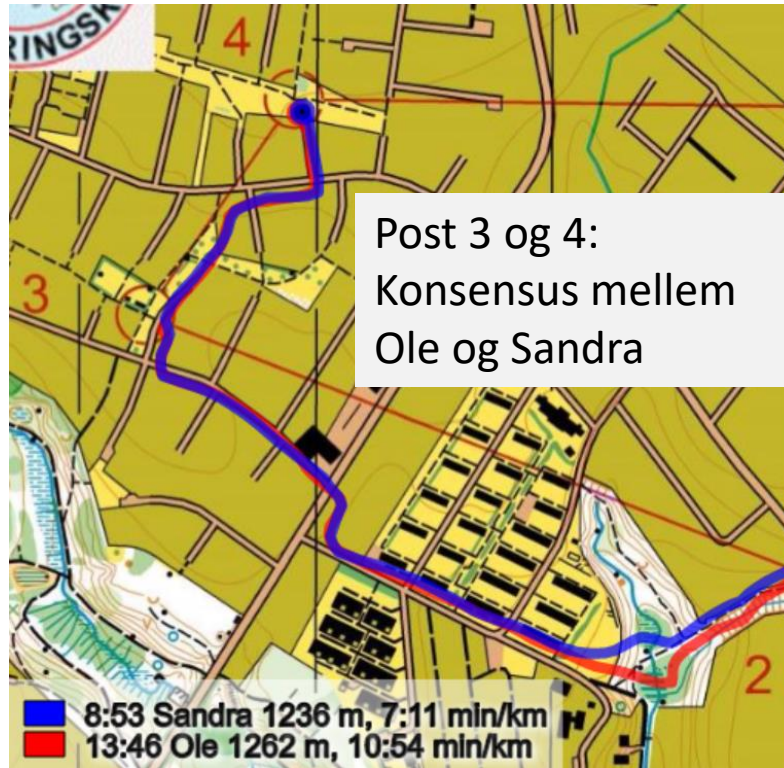 4
Post 3 og 4:
Konsensus mellem
Ole og Sandra
3
2
8:53 Sandra 1236 m, 7:11 min/km
13:46 Ole 1262 m, 10:54 min/km